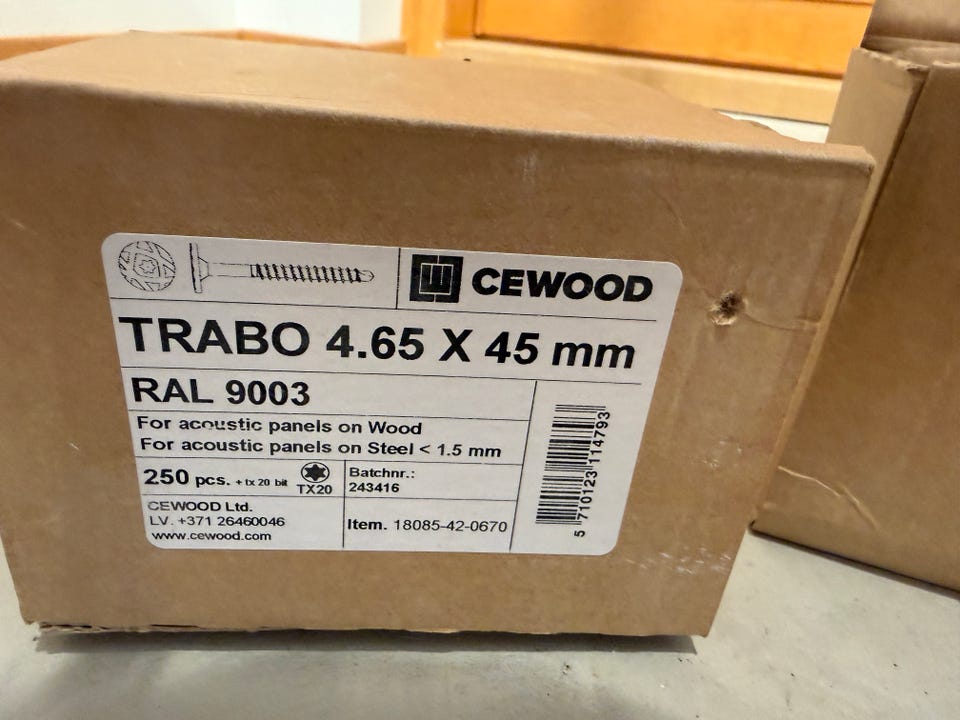 CEWOOD
TRABO 4.65 X 45 mm
RAL 9003
For acoustic panels on Wood
For acoustic panels on Steel < 1.5 mm
250 pcs. + tx 20 bit TX20
Batchnr.:
243416
CEWOOD Ltd.
LV. +371 26460046
www.cewood.com
Item. 18085-42-0670
5 710123 114793